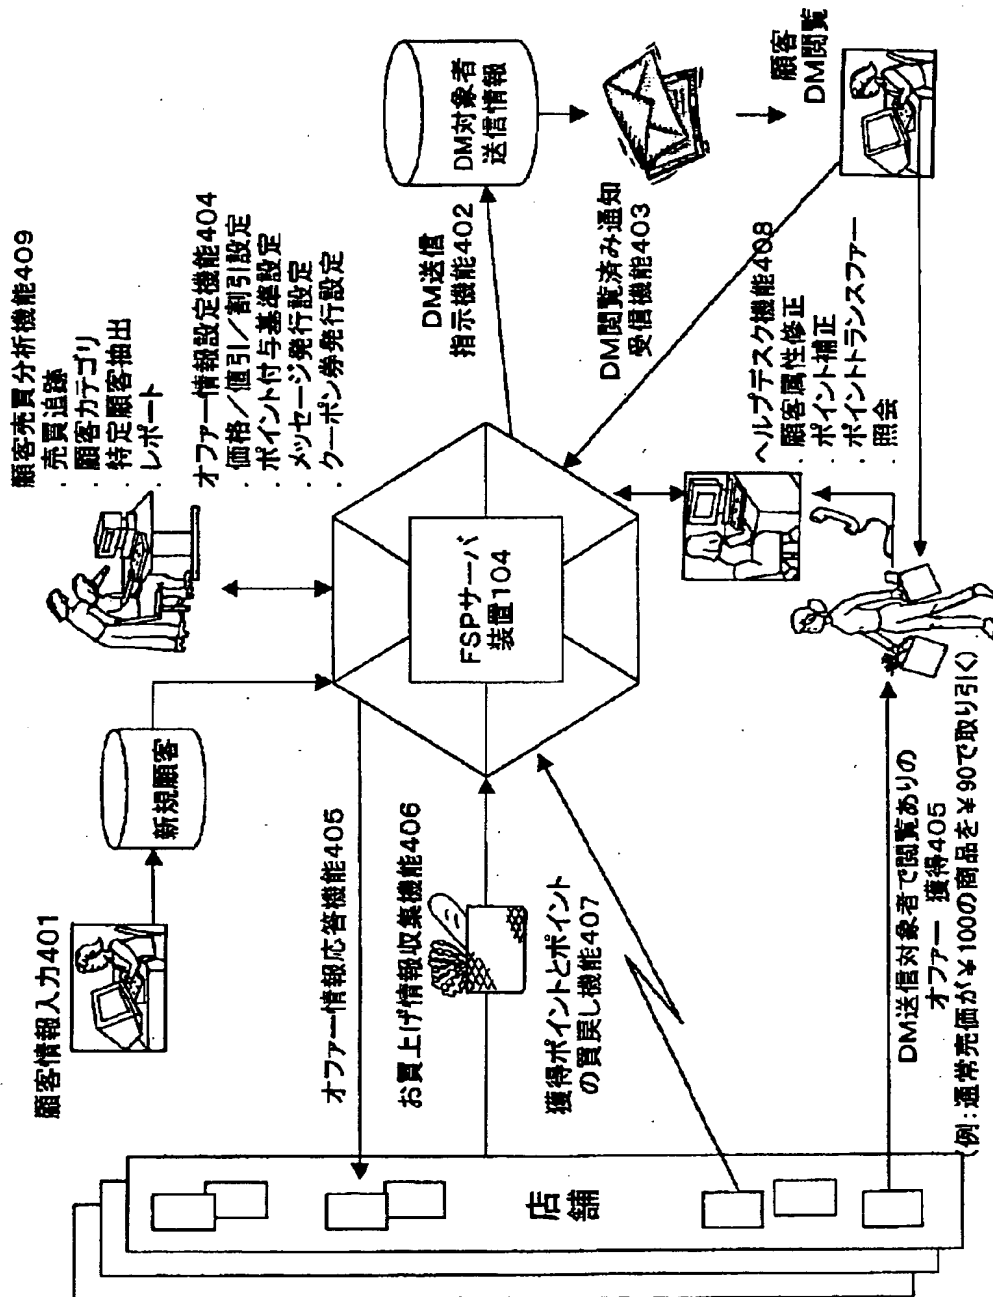 顧客情報入力401
新規顧客
顧客売買分析機能409
. 売買追跡
. 顧客カテゴリ
. 特定顧客抽出
. レポート
オファー情報設定機能404
. 価格／値引／割引設定
. ポイント付与基準設定
. メッセージ発行設定
. クーポン券発行設定
DM対象者
送信情報
DM送信
指示機能402
オファー情報応答機能405
FSPサーバ
装置104
お買上げ情報収集機能406
DM閲覧済み通知
受信機能403
顧客
DM閲覧
獲得ポイントとポイント
の買戻し機能407
ヘルプデスク機能408
. 顧客属性修正
. ポイント補正
. ポイントトランスファー
. 照会
店舗
DM送信対象者で閲覧ありの
オファー 獲得405
(例:通常売価が¥100の商品を¥90で取り引く)